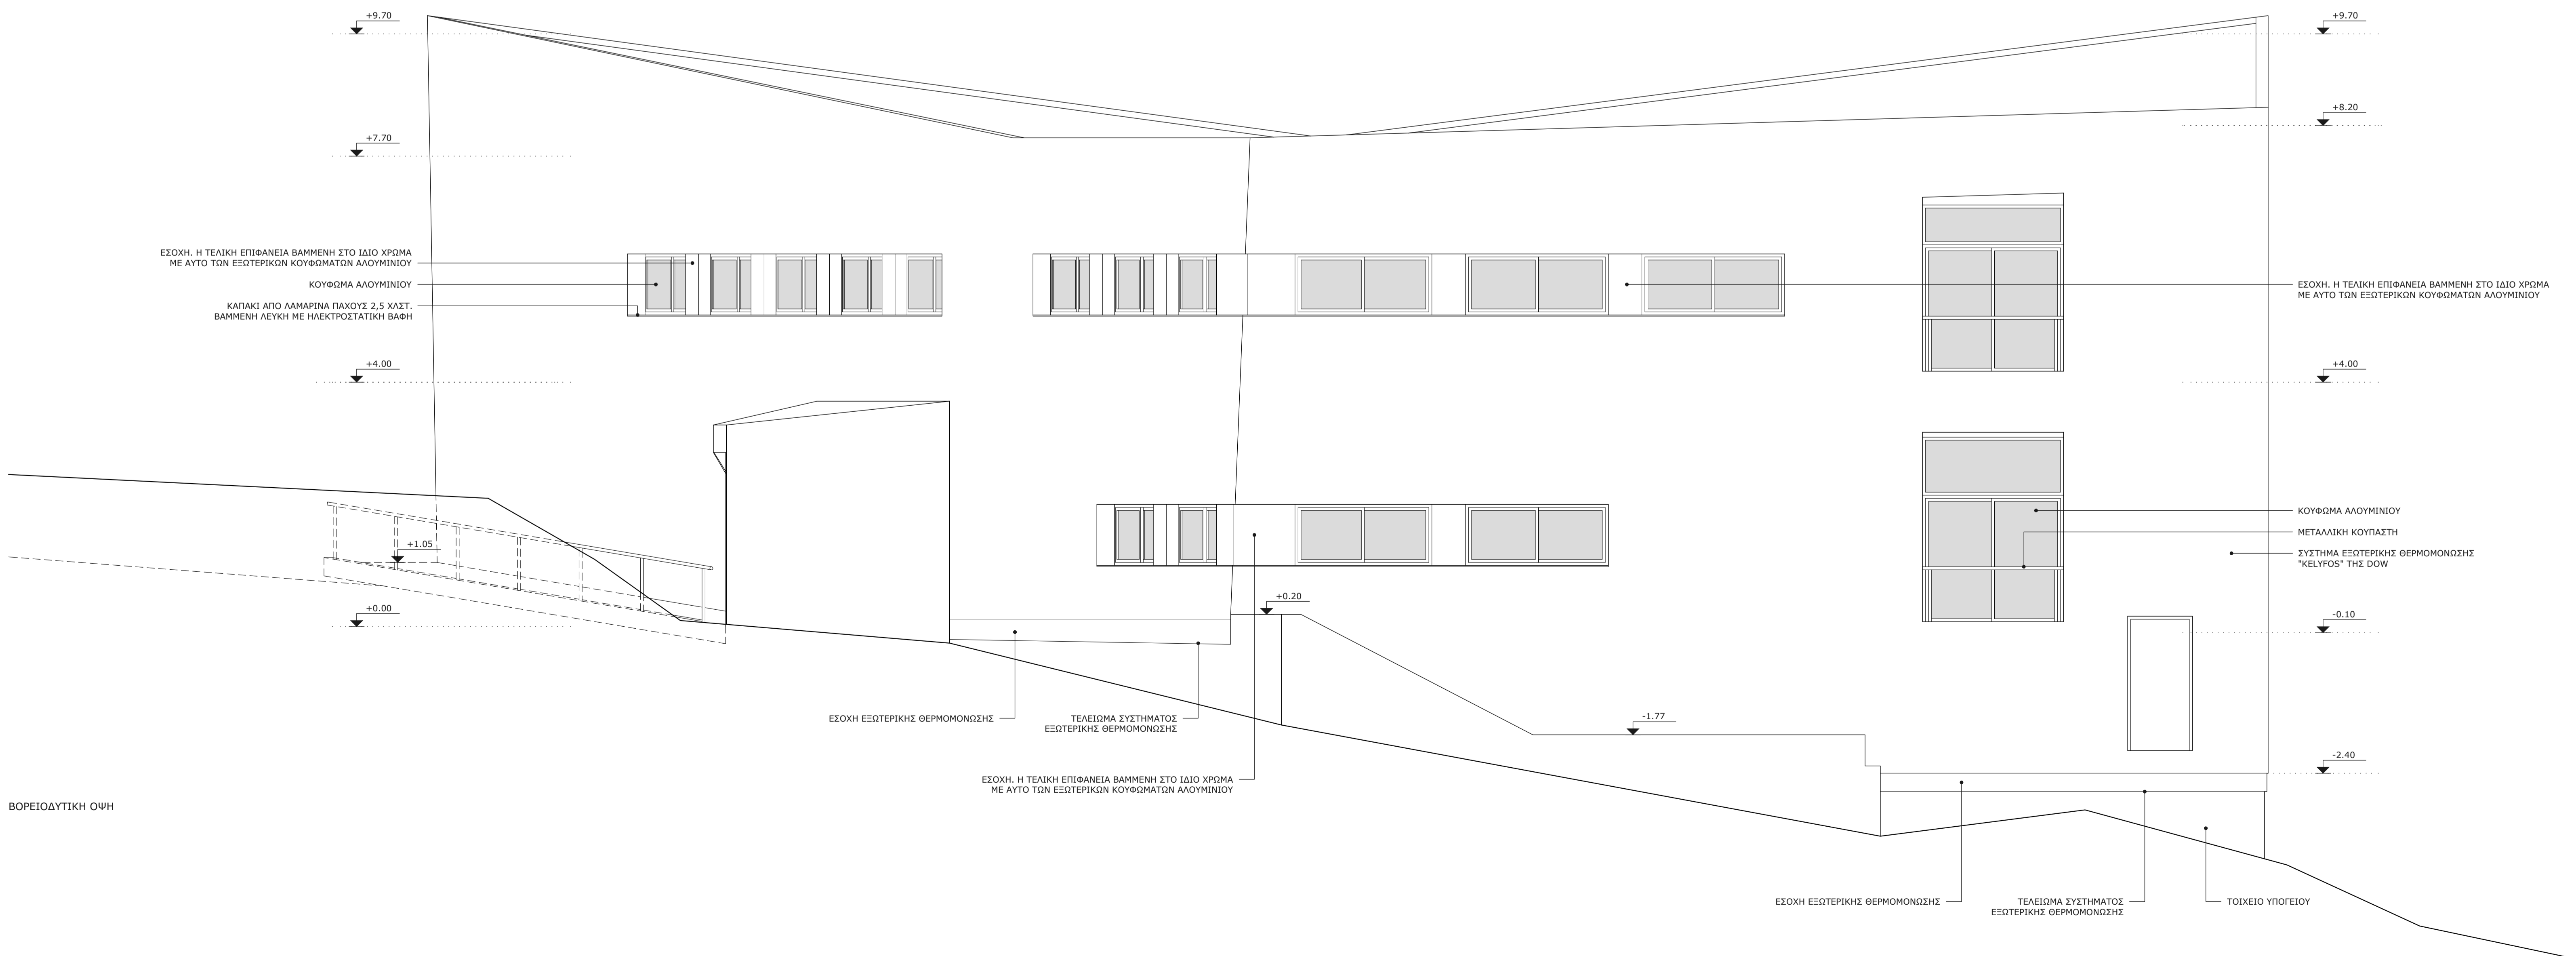 +9.70
+9.70
+8.20
+7.70
ΕΣΟΧΗ. Η ΤΕΛΙΚΗ ΕΠΙΦΑΝΕΙΑ ΒΑΜΜΕΝΗ ΣΤΟ ΙΔΙΟ ΧΡΩΜΑ
ΜΕ ΑΥΤΟ ΤΩΝ ΕΞΩΤΕΡΙΚΩΝ ΚΟΥΦΩΜΑΤΩΝ ΑΛΟΥΜΙΝΙΟΥ
ΚΟΥΦΩΜΑ ΑΛΟΥΜΙΝΙΟΥ
ΚΑΠΑΚΙ ΑΠΟ ΛΑΜΑΡΙΝΑ ΠΑΧΟΥΣ 2,5 ΧΛΣΤ.
ΒΑΜΜΕΝΗ ΛΕΥΚΗ ΜΕ ΗΛΕΚΤΡΟΣΤΑΤΙΚΗ ΒΑΦΗ
ΕΣΟΧΗ. Η ΤΕΛΙΚΗ ΕΠΙΦΑΝΕΙΑ ΒΑΜΜΕΝΗ ΣΤΟ ΙΔΙΟ ΧΡΩΜΑ
ΜΕ ΑΥΤΟ ΤΩΝ ΕΞΩΤΕΡΙΚΩΝ ΚΟΥΦΩΜΑΤΩΝ ΑΛΟΥΜΙΝΙΟΥ
+4.00
+4.00
ΚΟΥΦΩΜΑ ΑΛΟΥΜΙΝΙΟΥ
ΜΕΤΑΛΛΙΚΗ ΚΟΥΠΑΣΤΗ
ΣΥΣΤΗΜΑ ΕΞΩΤΕΡΙΚΗΣ ΘΕΡΜΟΜΟΝΩΣΗΣ
"KELYFOS" ΤΗΣ DOW
+1.05
+0.20
+0.00
-0.10
ΕΣΟΧΗ ΕΞΩΤΕΡΙΚΗΣ ΘΕΡΜΟΜΟΝΩΣΗΣ
ΤΕΛΕΙΩΜΑ ΣΥΣΤΗΜΑΤΟΣ
ΕΞΩΤΕΡΙΚΗΣ ΘΕΡΜΟΜΟΝΩΣΗΣ
-1.77
-2.40
ΕΣΟΧΗ. Η ΤΕΛΙΚΗ ΕΠΙΦΑΝΕΙΑ ΒΑΜΜΕΝΗ ΣΤΟ ΙΔΙΟ ΧΡΩΜΑ
ΜΕ ΑΥΤΟ ΤΩΝ ΕΞΩΤΕΡΙΚΩΝ ΚΟΥΦΩΜΑΤΩΝ ΑΛΟΥΜΙΝΙΟΥ
ΒΟΡΕΙΟΔΥΤΙΚΗ ΟΨΗ
ΕΣΟΧΗ ΕΞΩΤΕΡΙΚΗΣ ΘΕΡΜΟΜΟΝΩΣΗΣ
ΤΕΛΕΙΩΜΑ ΣΥΣΤΗΜΑΤΟΣ
ΕΞΩΤΕΡΙΚΗΣ ΘΕΡΜΟΜΟΝΩΣΗΣ
ΤΟΙΧΕΙΟ ΥΠΟΓΕΙΟΥ